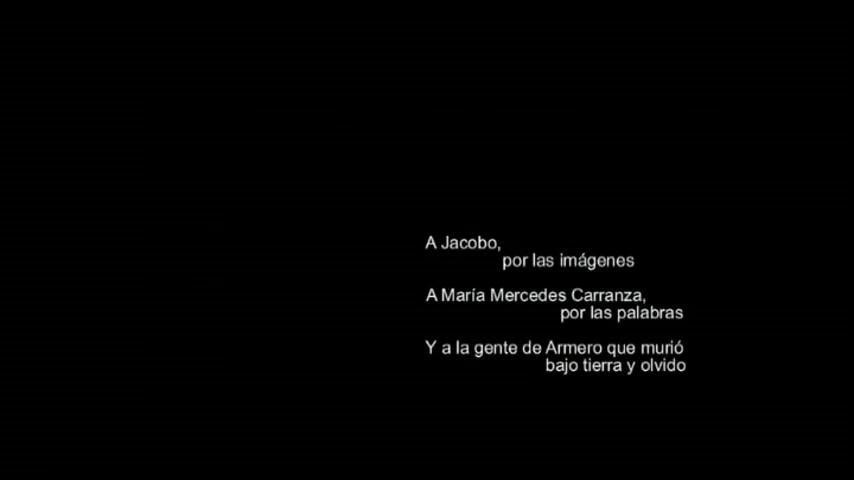 A Jacobo,
por las imágenes
A María Mercedes Carranza,
por las palabras
Y a la gente de Armero que murió
bajo tierra y olvido